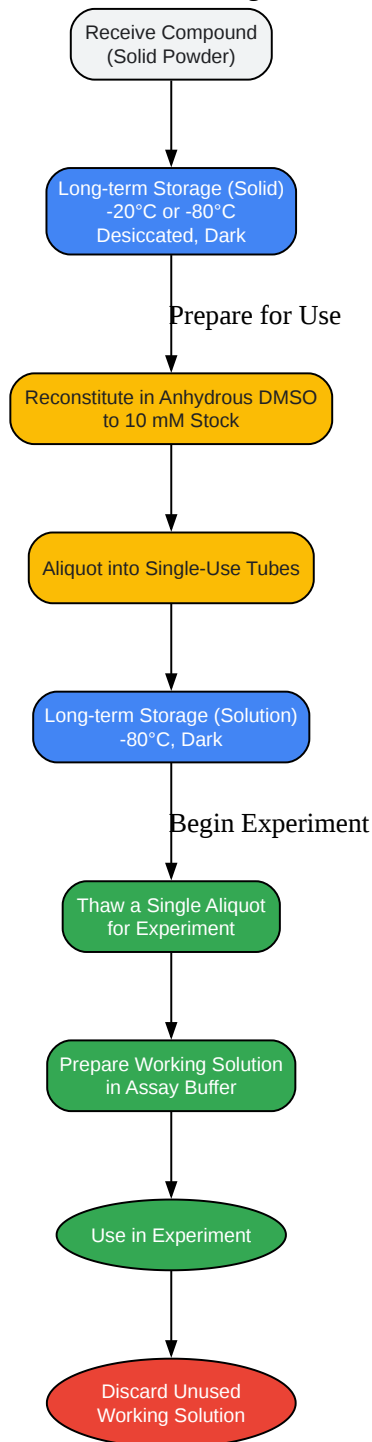 Receive Compound
(Solid Powder)
Long-term Storage (Solid)
-20°C or -80°C
Desiccated, Dark
Prepare for Use
Reconstitute in Anhydrous DMSO
to 10 mM Stock
Aliquot into Single-Use Tubes
Long-term Storage (Solution)
-80°C, Dark
Begin Experiment
Thaw a Single Aliquot
for Experiment
Prepare Working Solution
in Assay Buffer
Use in Experiment
Discard Unused
Working Solution